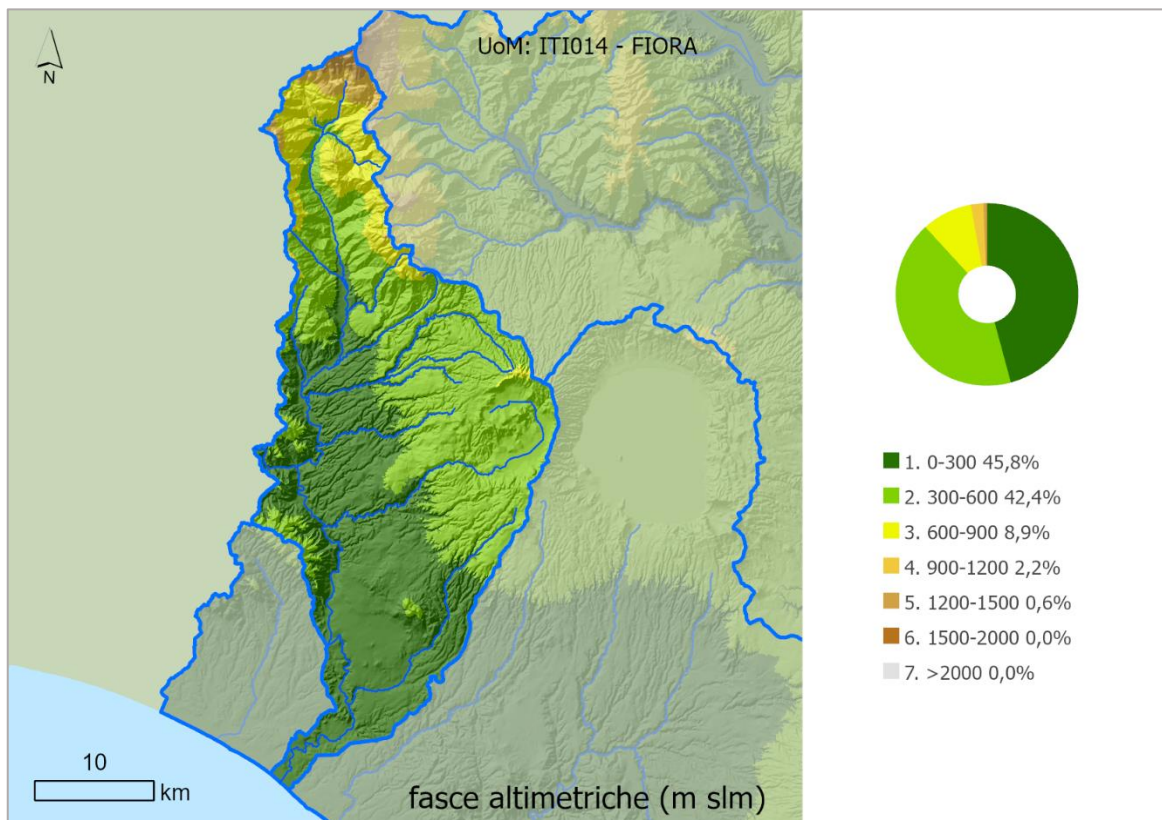 UoM: ITI014 - FIORA
N
1. 0-300 45,8%
2. 300-600 42,4%
3. 600-900 8,9%
4. 900-1200 2,2%
5. 1200-1500 0,6%
6. 1500-2000 0,0%
7. >2000 0,0%
10
km
fasce altimetriche (m slm)